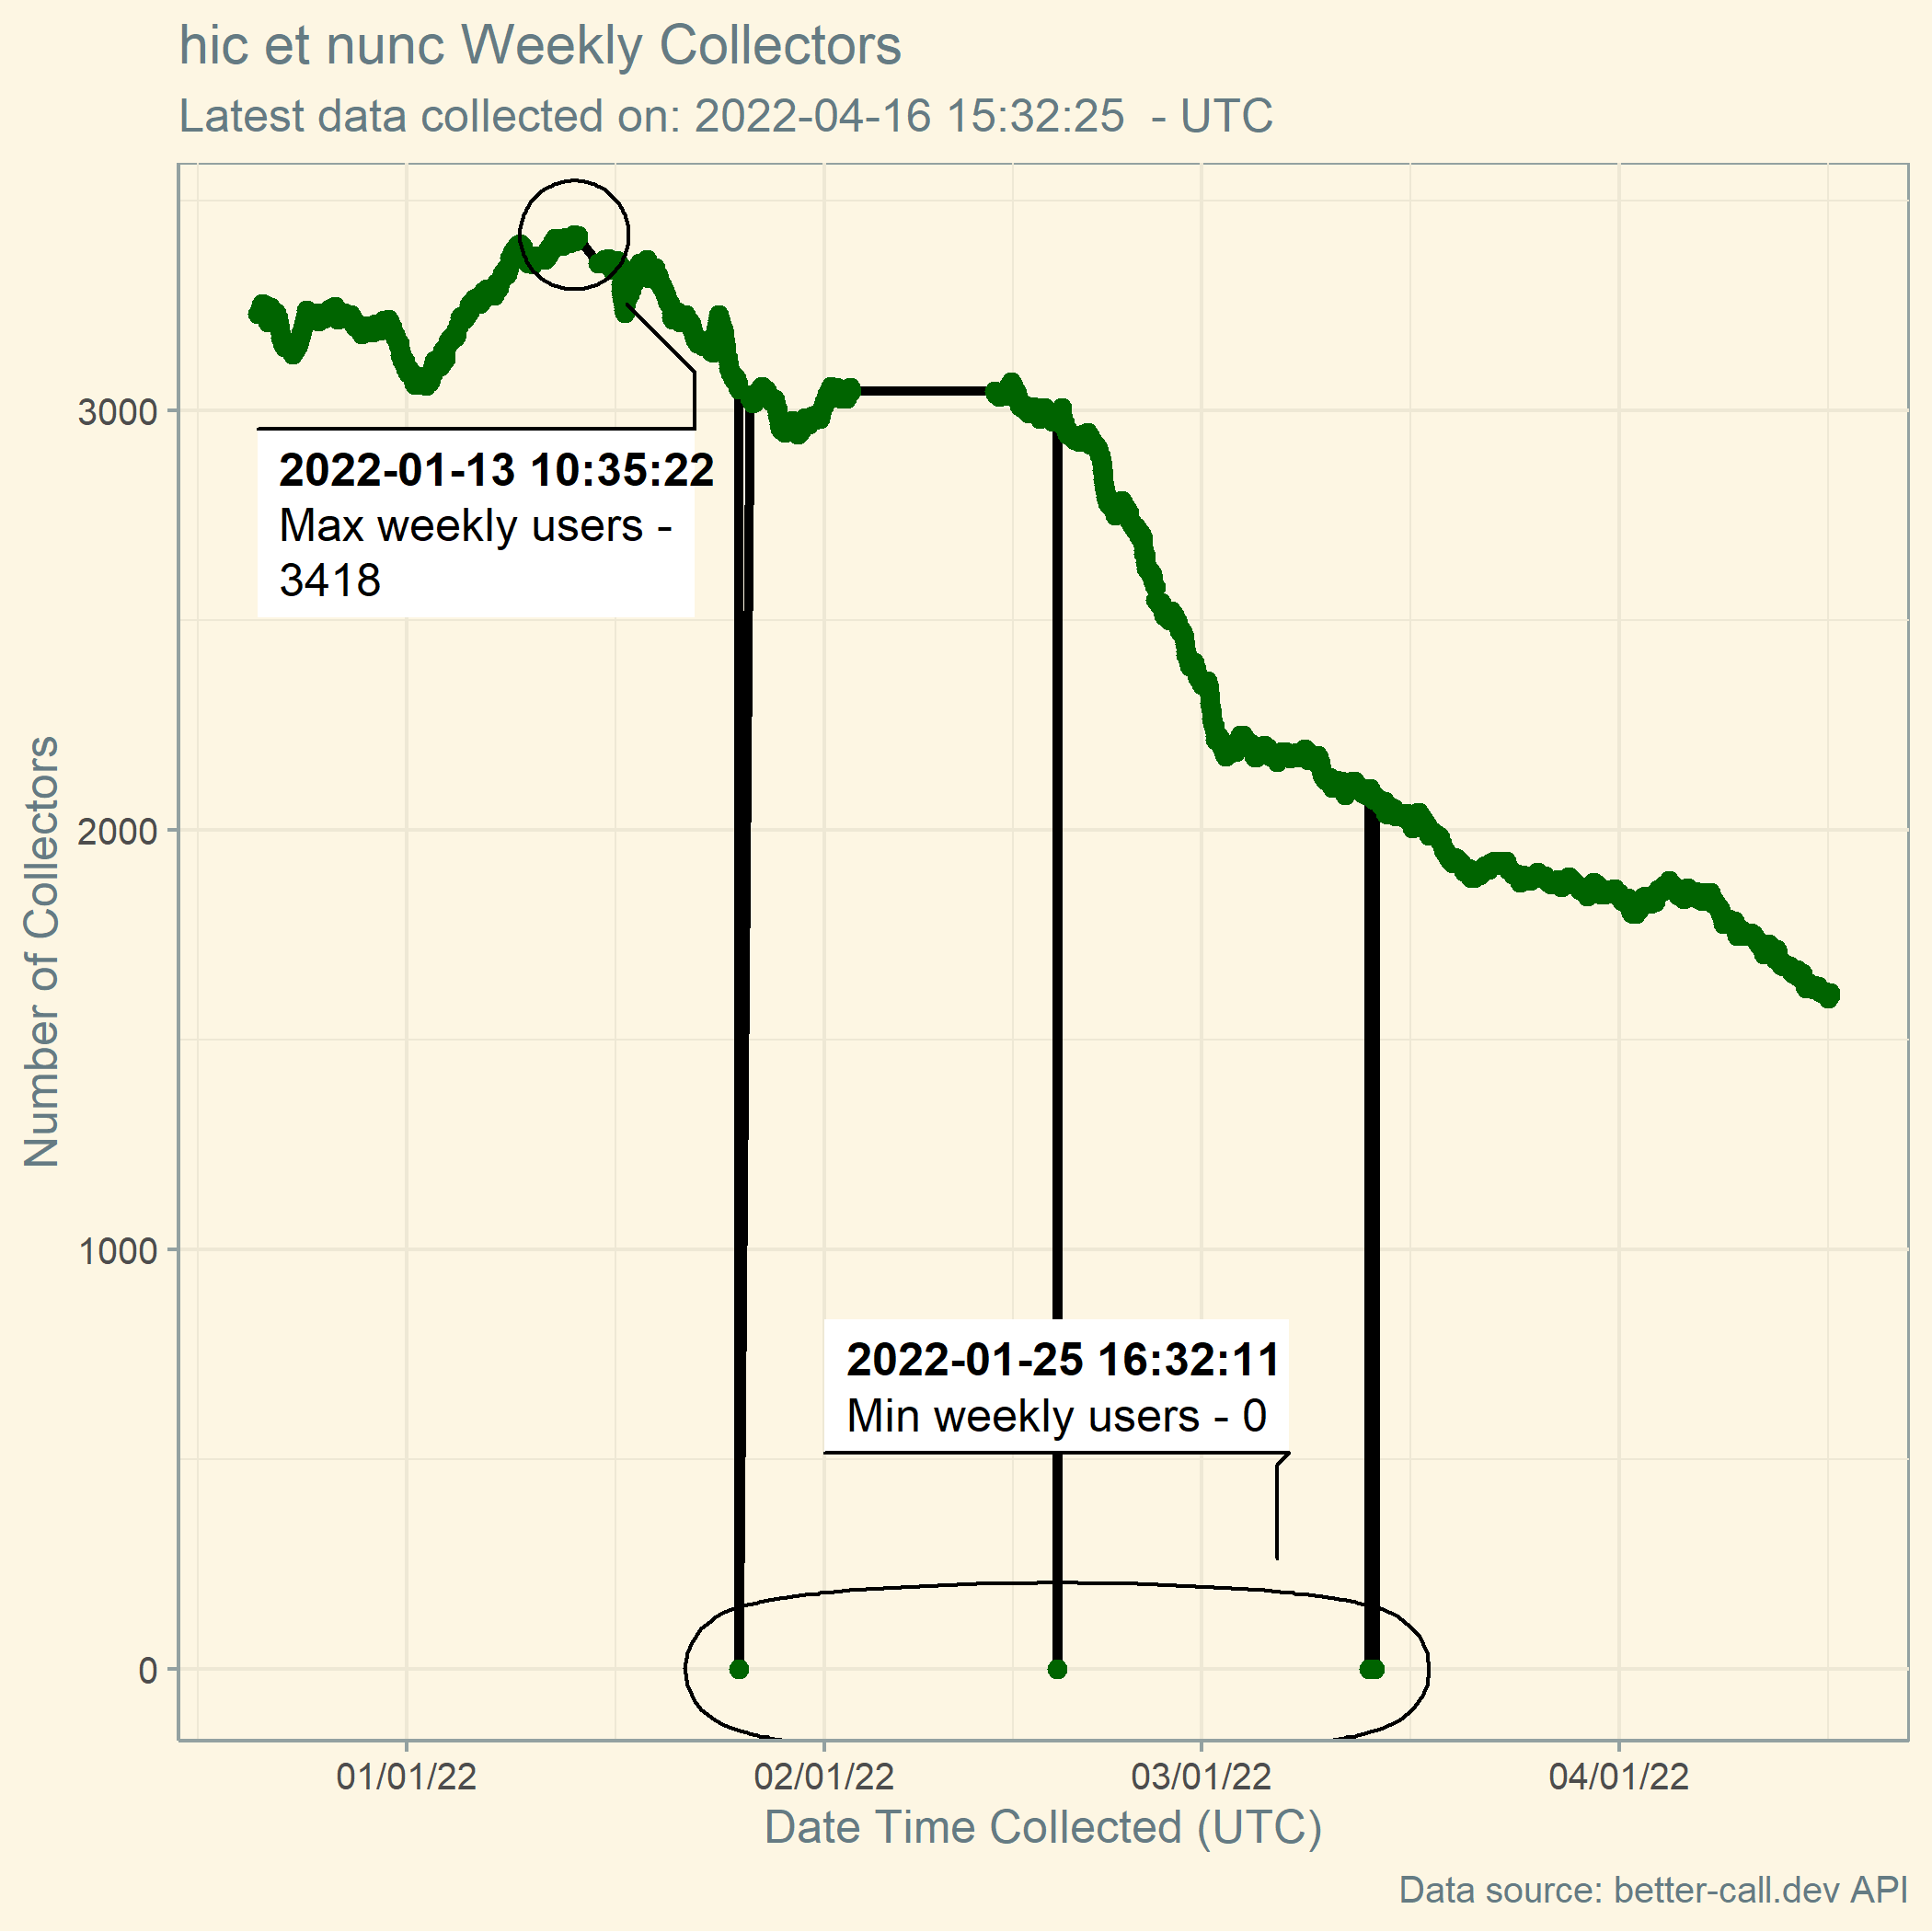 hic et nunc Weekly Collectors
Latest data collected on: 2022-04-16 15:32:25  - UTC
Number of Collectors
3000
2000
1000
0
2022-01-13 10:35:22
Max weekly users -
3418
2022-01-25 16:32:11
Min weekly users - 0
01/01/22
02/01/22
03/01/22
04/01/22
Date Time Collected (UTC)
Data source: better-call.dev API